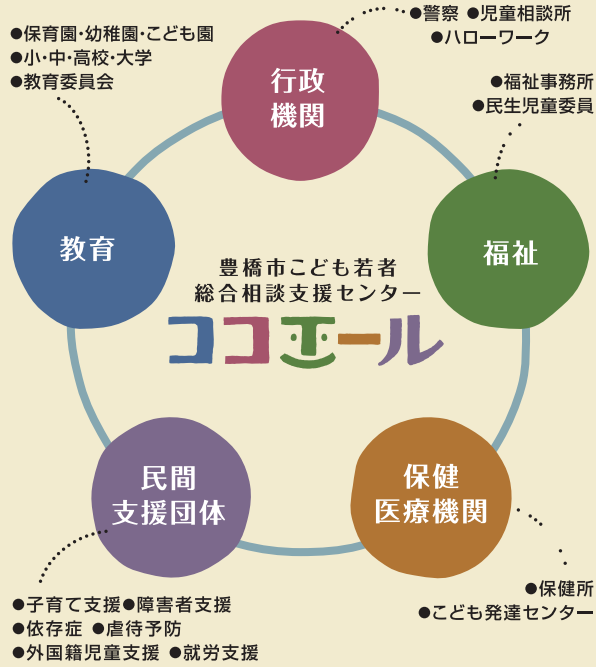 ●警察 ●児童相談所
●ハローワーク
●保育園・幼稚園・こども園
●小・中・高校・大学
●教育委員会
行政
機関
●福祉事務所
●民生児童委員
教育
福祉
豊橋市こども若者
総合相談支援センター
ココホール
民間
支援団体
保健
医療機関
●保健所
●こども発達センター
●子育て支援●障害者支援
●依存症 ●虐待予防
●外国籍児童支援 ●就労支援